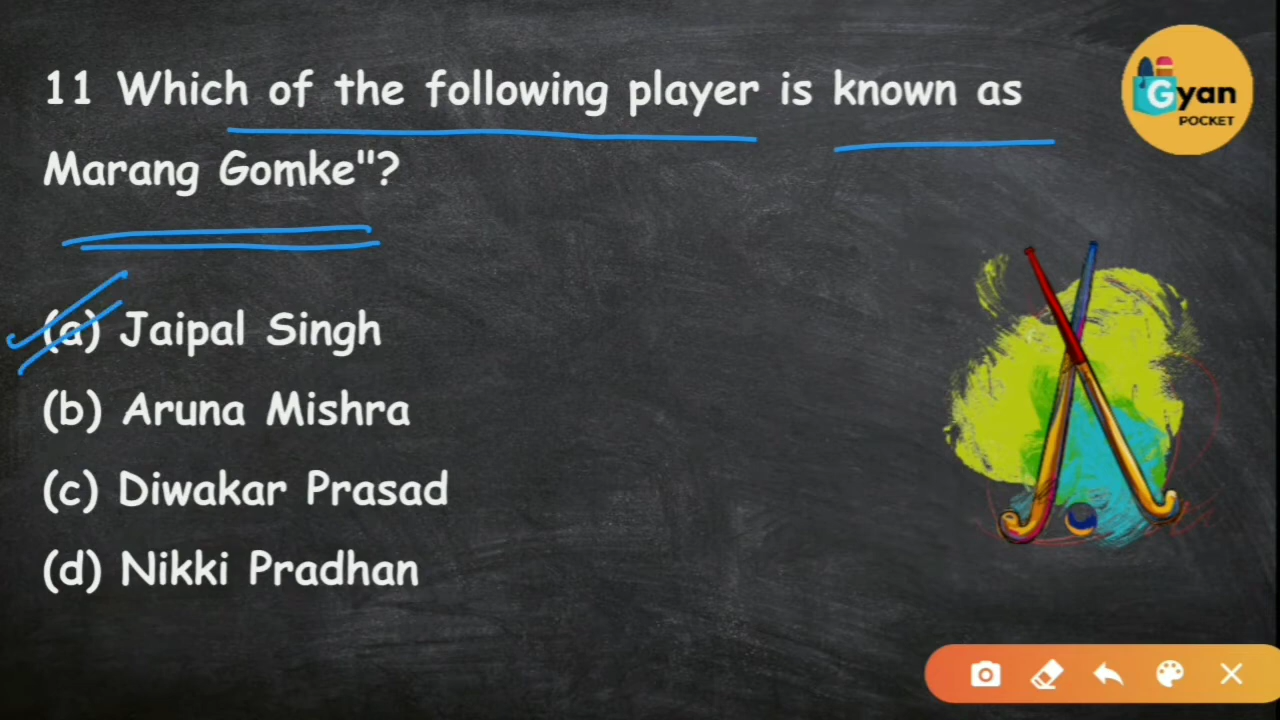 11 Which of the following player is known as
Marang Gomke"?
(a) Jaipal Singh
(b) Aruna Mishra
(c) Diwakar Prasad
(d) Nikki Pradhan
Gyan
POCKET